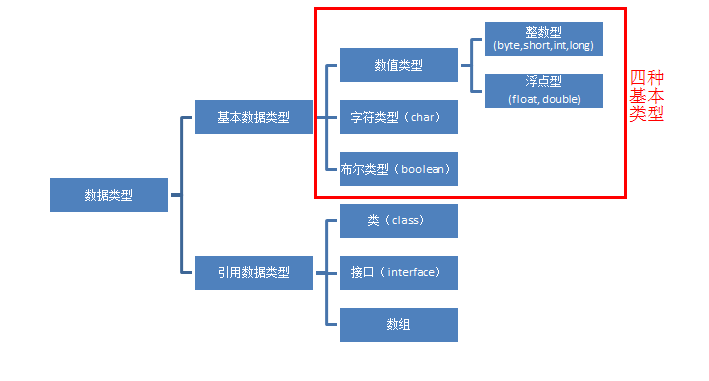 整数型
(byte,short,int,long)
数值类型
浮点型
(float, double)
四种
基本
类型
基本数据类型
字符类型（char）
布尔类型（boolean）
数据类型
类（class）
引用数据类型
接口（interface）
数组